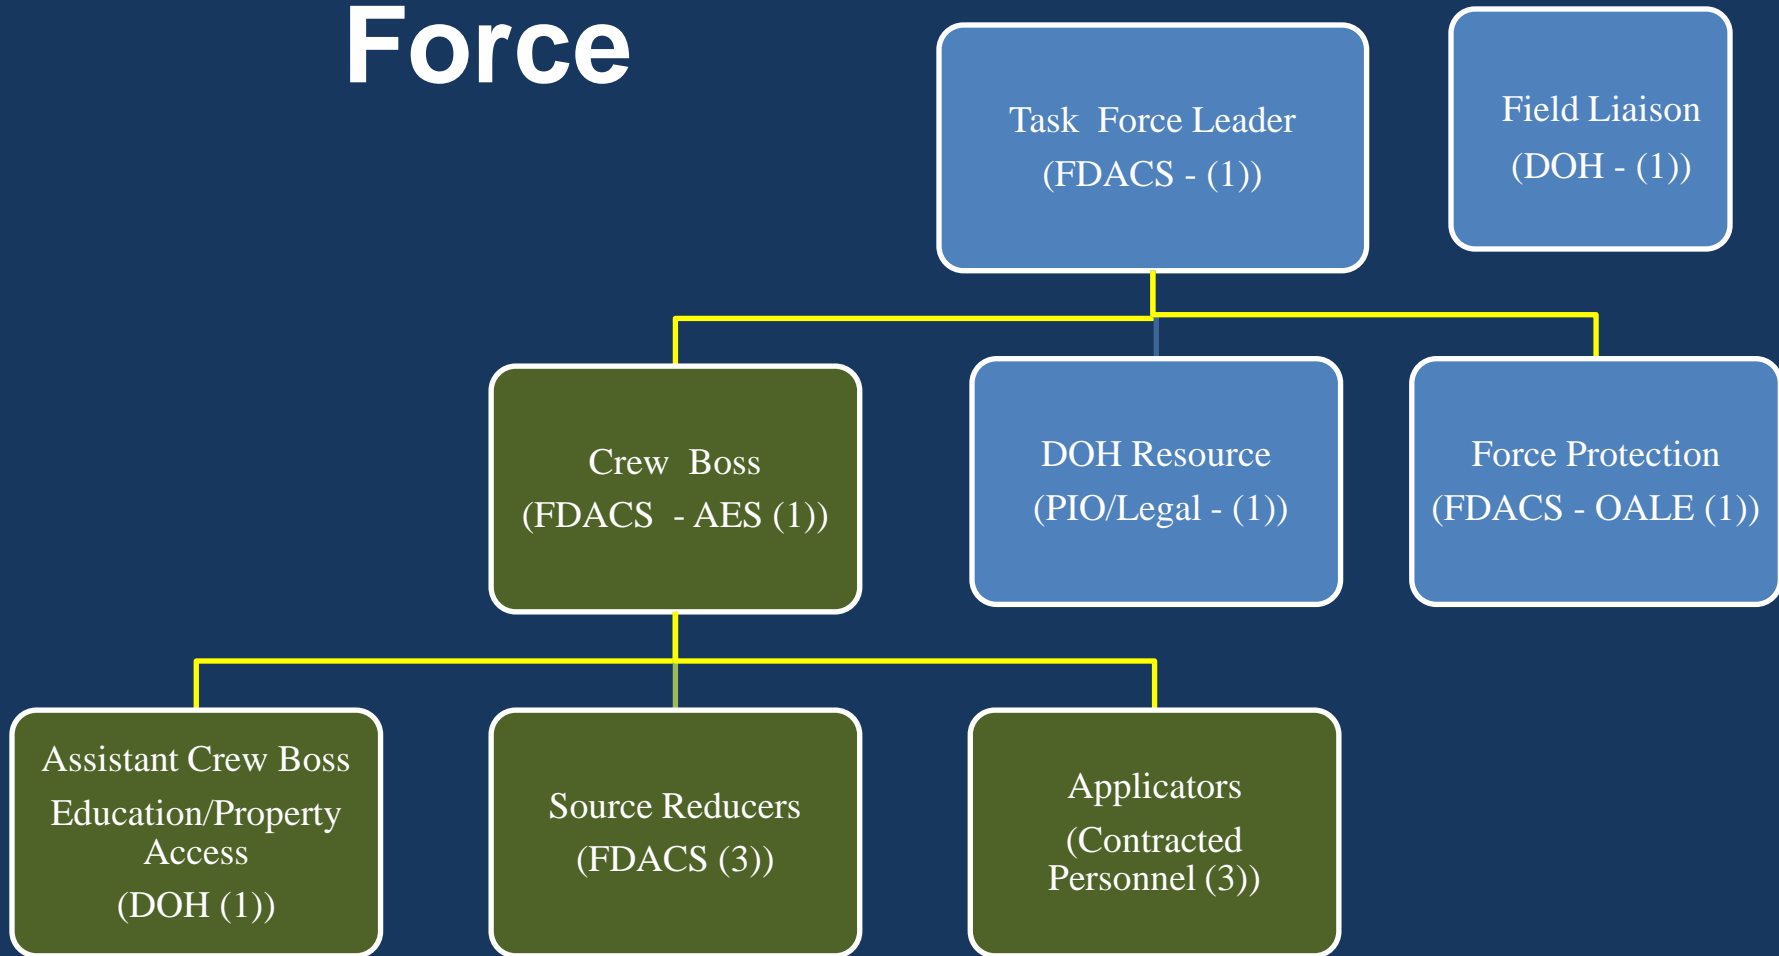 Force
Task Force Leader
(FDACS - (1))
Field Liaison
(DOH - (1))
Crew Boss
(FDACS - AES (1))
DOH Resource
(PIO/Legal - (1))
Force Protection
(FDACS - OALE (1))
Assistant Crew Boss
Education/Property
Access
(DOH (1))
Source Reducers
(FDACS (3))
Applicators
(Contracted
Personnel (3))